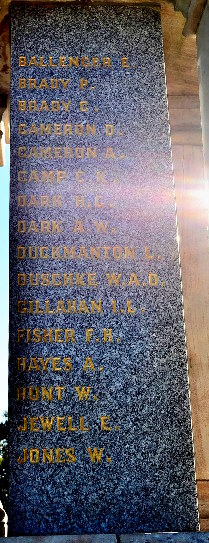 BALLENGER E.
BRADY P.
BRADY C.
CAMERON D.
CAMERON A.
CAMP C.K.
DARK H.L.
DARK A.W.
DUCKMANTON L.
DUSCHKE W.A.O.
GILLAHAN I.L.
FISHER F.H.
HAYES A.
HUNT W.
JEWELL E.
JONES W.